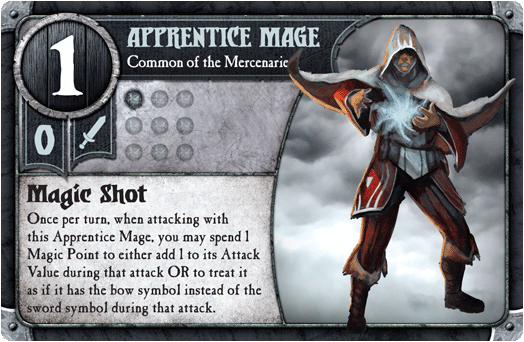 1
APPRENTICE MAGE
Common of the Mercenarie
0
Magic Shot
Once per turn, when attacking with
this Apprentice Mage, you may spend 1
Magic Point to either add 1 to its Attack
Value during that attack OR to treat it
as if it has the bow symbol instead of the
sword symbol during that attack.